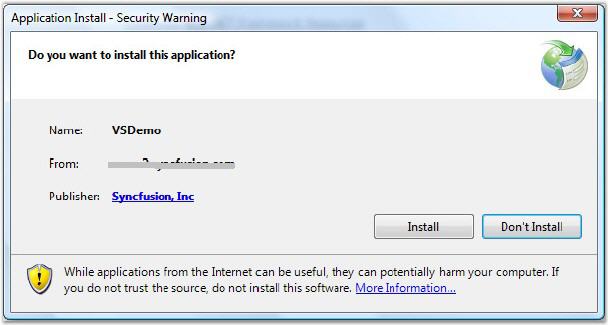 Application Install - Security Warning
Do you want to install this application?
Name: VSDemo
From:
Publisher: Syncfusion, Inc
Install Don't Install
While applications from the Internet can be useful, they can potentially harm your computer. If
you do not trust the source, do not install this software. More Information...